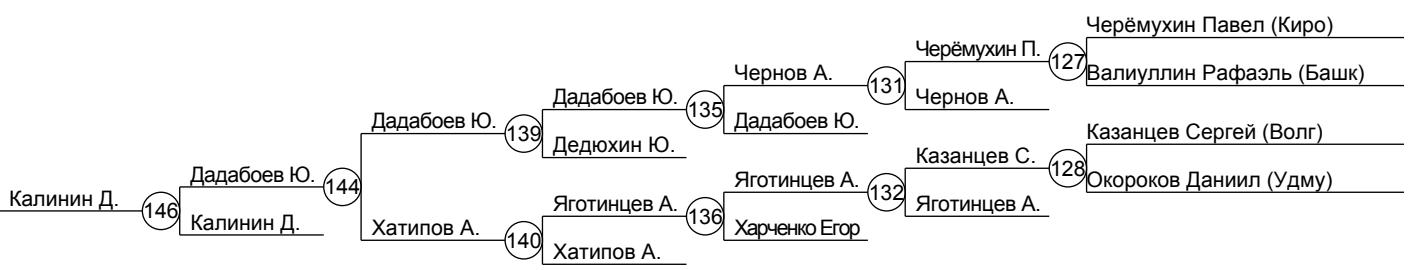 Черёмухин Павел (Киро)
Черёмухин П.
127
Чернов А.
131
Валиуллин Рафаэль (Башк)
Дадабоев Ю.
135
Чернов А.
Дадабоев Ю.
139
Дадабоев Ю.
Дедюхин Ю.
Казанцев Сергей (Волг)
Казанцев С.
128
Дадабоев Ю.
144
Яготинцев А.
132
Окороков Даниил (Удму)
Калинин Д.
146
Яготинцев А.
136
Яготинцев А.
Калинин Д.
Хатипов А.
140
Харченко Егор
Хатипов А.